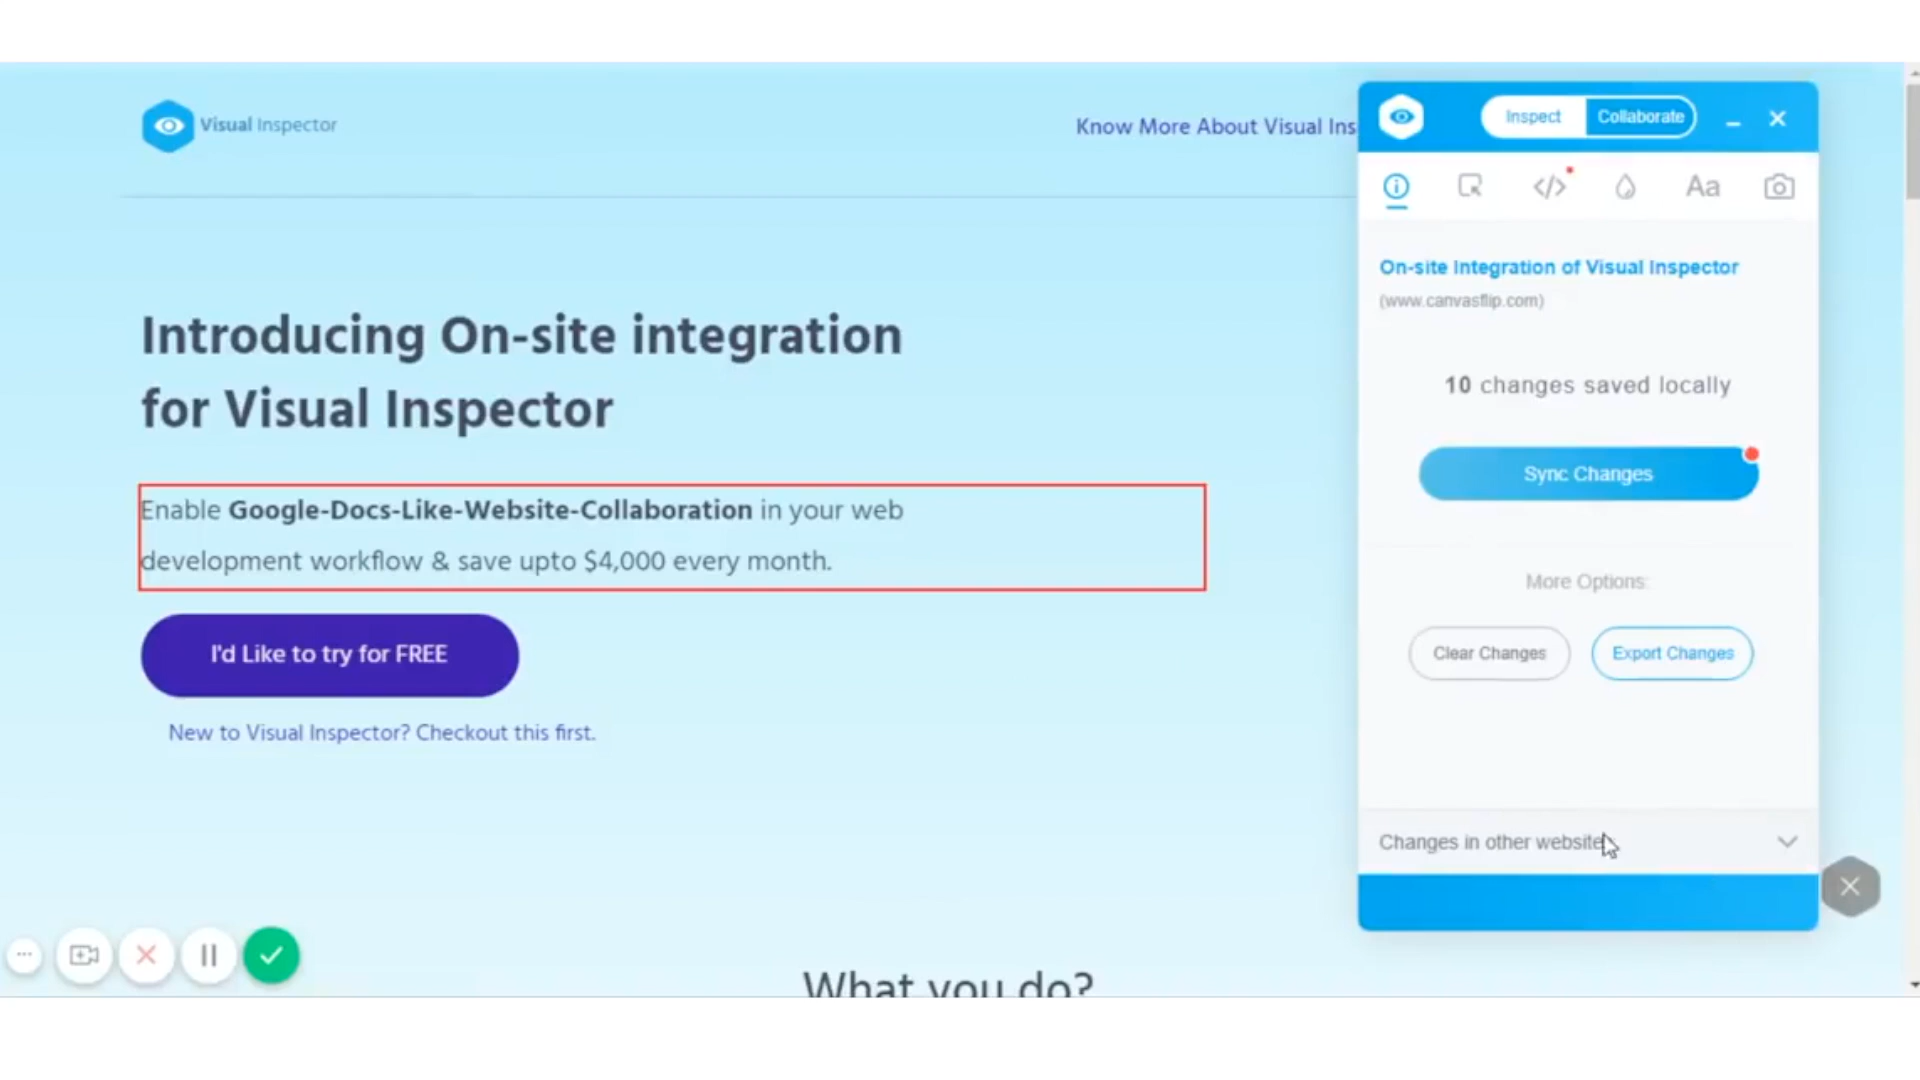 Visual Inspector
Know More About Visual Ins
Inspect
Collaborate
Aa
On-site Integration of Visual Inspector
(www.canvasflip.com)
10 changes saved locally
Sync Changes
More Options:
Clear Changes
Export Changes
Changes in other website
Introducing On-site integration
for Visual Inspector
Enable Google-Docs-Like-Website-Collaboration in your web
development workflow & save upto $4,000 every month.
I'd Like to try for FREE
New to Visual Inspector? Checkout this first.
What you do?